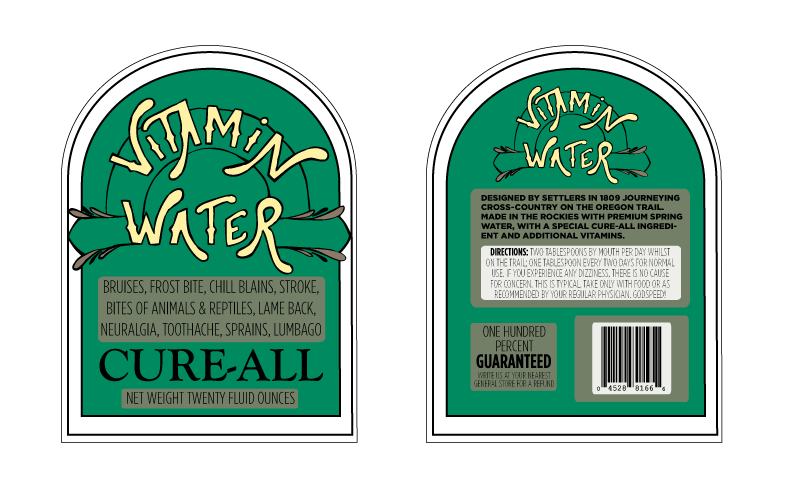 VITAMIN
WATER
BRUISES, FROST BITE, CHILL BLAINS, STROKE,
BITES OF ANIMALS & REPTILES, LAME BACK,
NEURALGIA, TOOTHACHE, SPRAINS, LUMBAGO
CURE-ALL
NET WEIGHT TWENTY FLUID OUNCES
VITAMIN
WATER
DESIGNED BY SETTLERS IN 1809 JOURNEYING
CROSS-COUNTRY ON THE OREGON TRAIL.
MADE IN THE ROCKIES WITH PREMIUM SPRING
WATER, WITH A SPECIAL CURE-ALL INGREDI-
ENT AND ADDITIONAL VITAMINS.
DIRECTIONS: TWO TABLESPOONS BY MOUTH PER DAY WHILST
ON THE TRAIL; ONE TABLESPOON EVERY TWO DAYS FOR NORMAL
USE. IF YOU EXPERIENCE ANY DIZZINESS, THERE IS NO CAUSE
FOR CONCERN. THIS IS TYPICAL. TAKE ONLY WITH FOOD OR AS
RECOMMENDED BY YOUR REGULAR PHYSICIAN. GODSPEED!
ONE HUNDRED
PERCENT
GUARANTEED
WRITE US AT YOUR NEAREST
GENERAL STORE FOR A REFUND
0 4528 8166 6